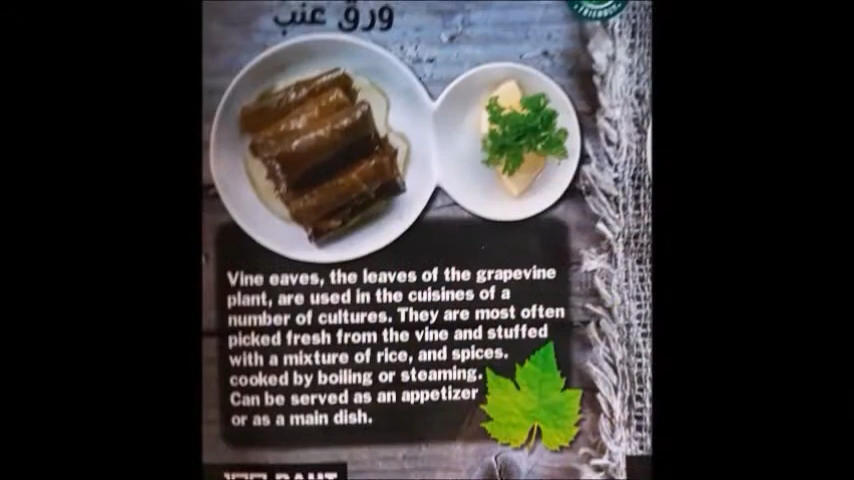 ورق عنب
FRIENDLY
Vine eaves, the leaves of the grapevine
plant, are used in the cuisines of a
number of cultures. They are most often
picked fresh from the vine and stuffed
with a mixture of rice, and spices.
cooked by boiling or steaming.
Can be served as an appetizer
or as a main dish.